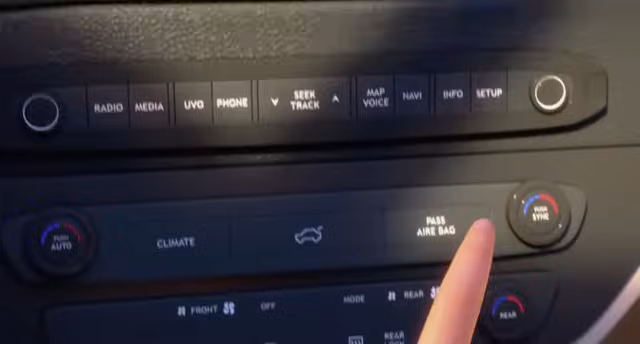 RADIO MEDIA UVO PHONE SEEK TRACK MAP VOICE NAVI INFO SETUP
PUSH AUTO CLIMATE PASS AIRE BAG PUSH SYNC
FRONT OFF MODE REAR REAR
REAR